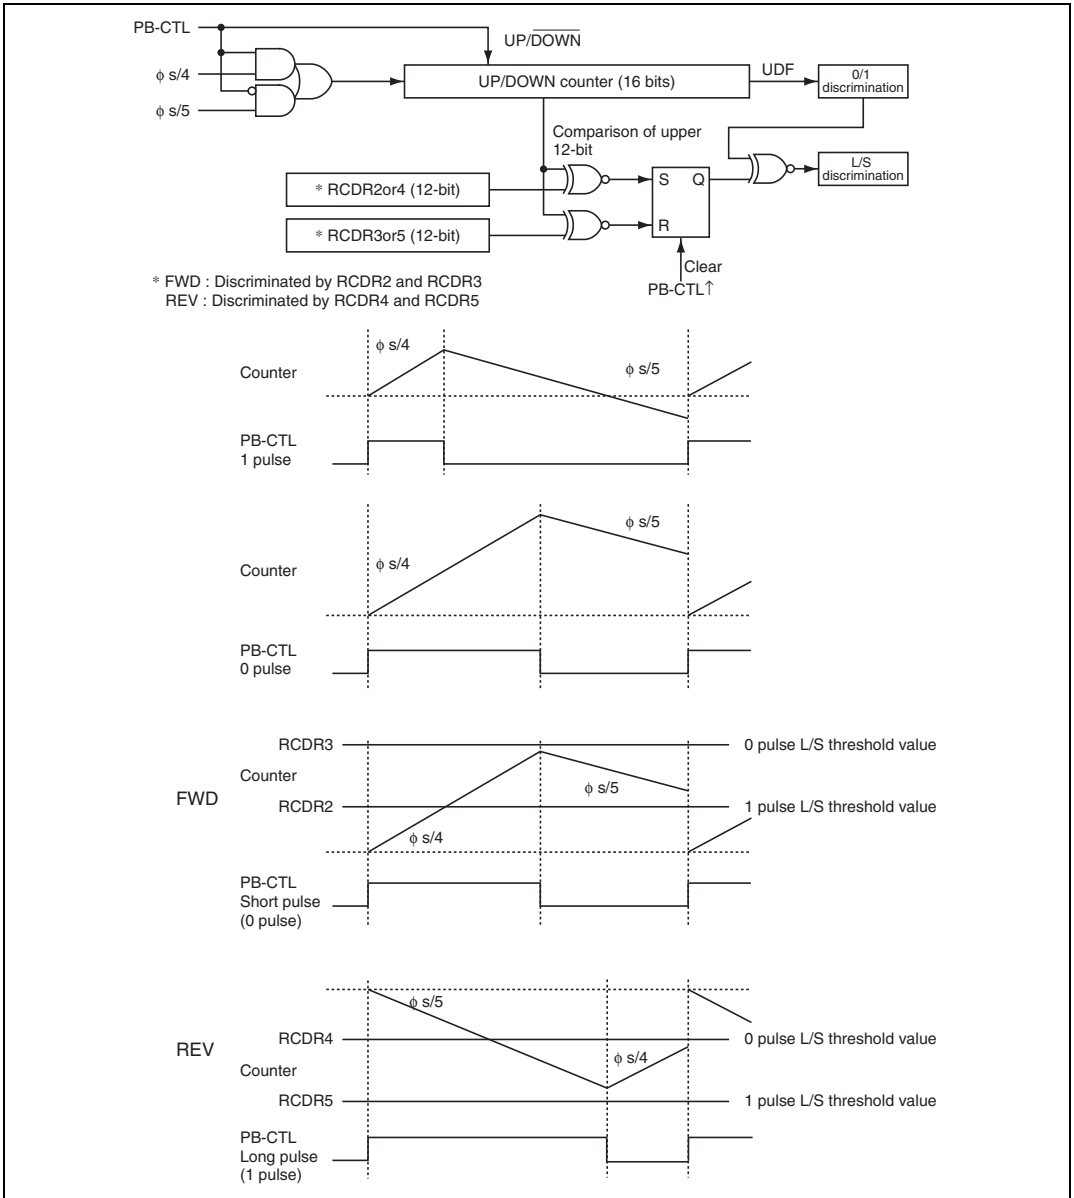 PB-CTL
UP/DOWN
φ s/4
φ s/5
UP/DOWN counter (16 bits)
UDF
0/1
discrimination
Comparison of upper
12-bit
* RCDR2or4 (12-bit)
S Q
R
L/S
discrimination
* RCDR3or5 (12-bit)
Clear
PB-CTL↑
* FWD : Discriminated by RCDR2 and RCDR3
REV : Discriminated by RCDR4 and RCDR5
φ s/4
Counter
φ s/5
PB-CTL
1 pulse
φ s/5
φ s/4
Counter
PB-CTL
0 pulse
RCDR3
0 pulse L/S threshold value
Counter
φ s/5
FWD
RCDR2
1 pulse L/S threshold value
φ s/4
PB-CTL
Short pulse
(0 pulse)
φ s/5
RCDR4
0 pulse L/S threshold value
REV
φ s/4
Counter
RCDR5
1 pulse L/S threshold value
PB-CTL
Long pulse
(1 pulse)